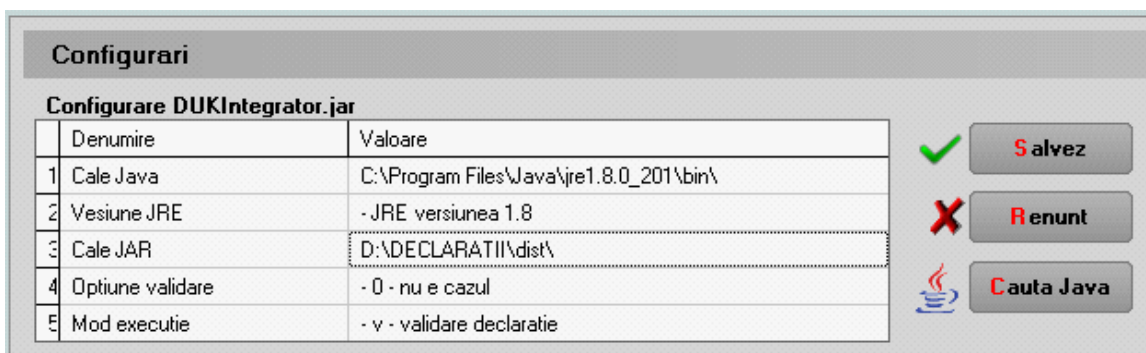 Configurari
Configurare DUKIntegrator.jar
Denumire Valoare
1 Cale Java C:\Program Files\Java\jre1.8.0_201\bin\
2 Vesiune JRE - JRE versiunea 1.8
3 Cale JAR D:\DECLARATII\dist\
4 Optiune validare - 0 - nu e cazul
5 Mod executie - v - validare declaratie
Salvez
Renunt
Cauta Java